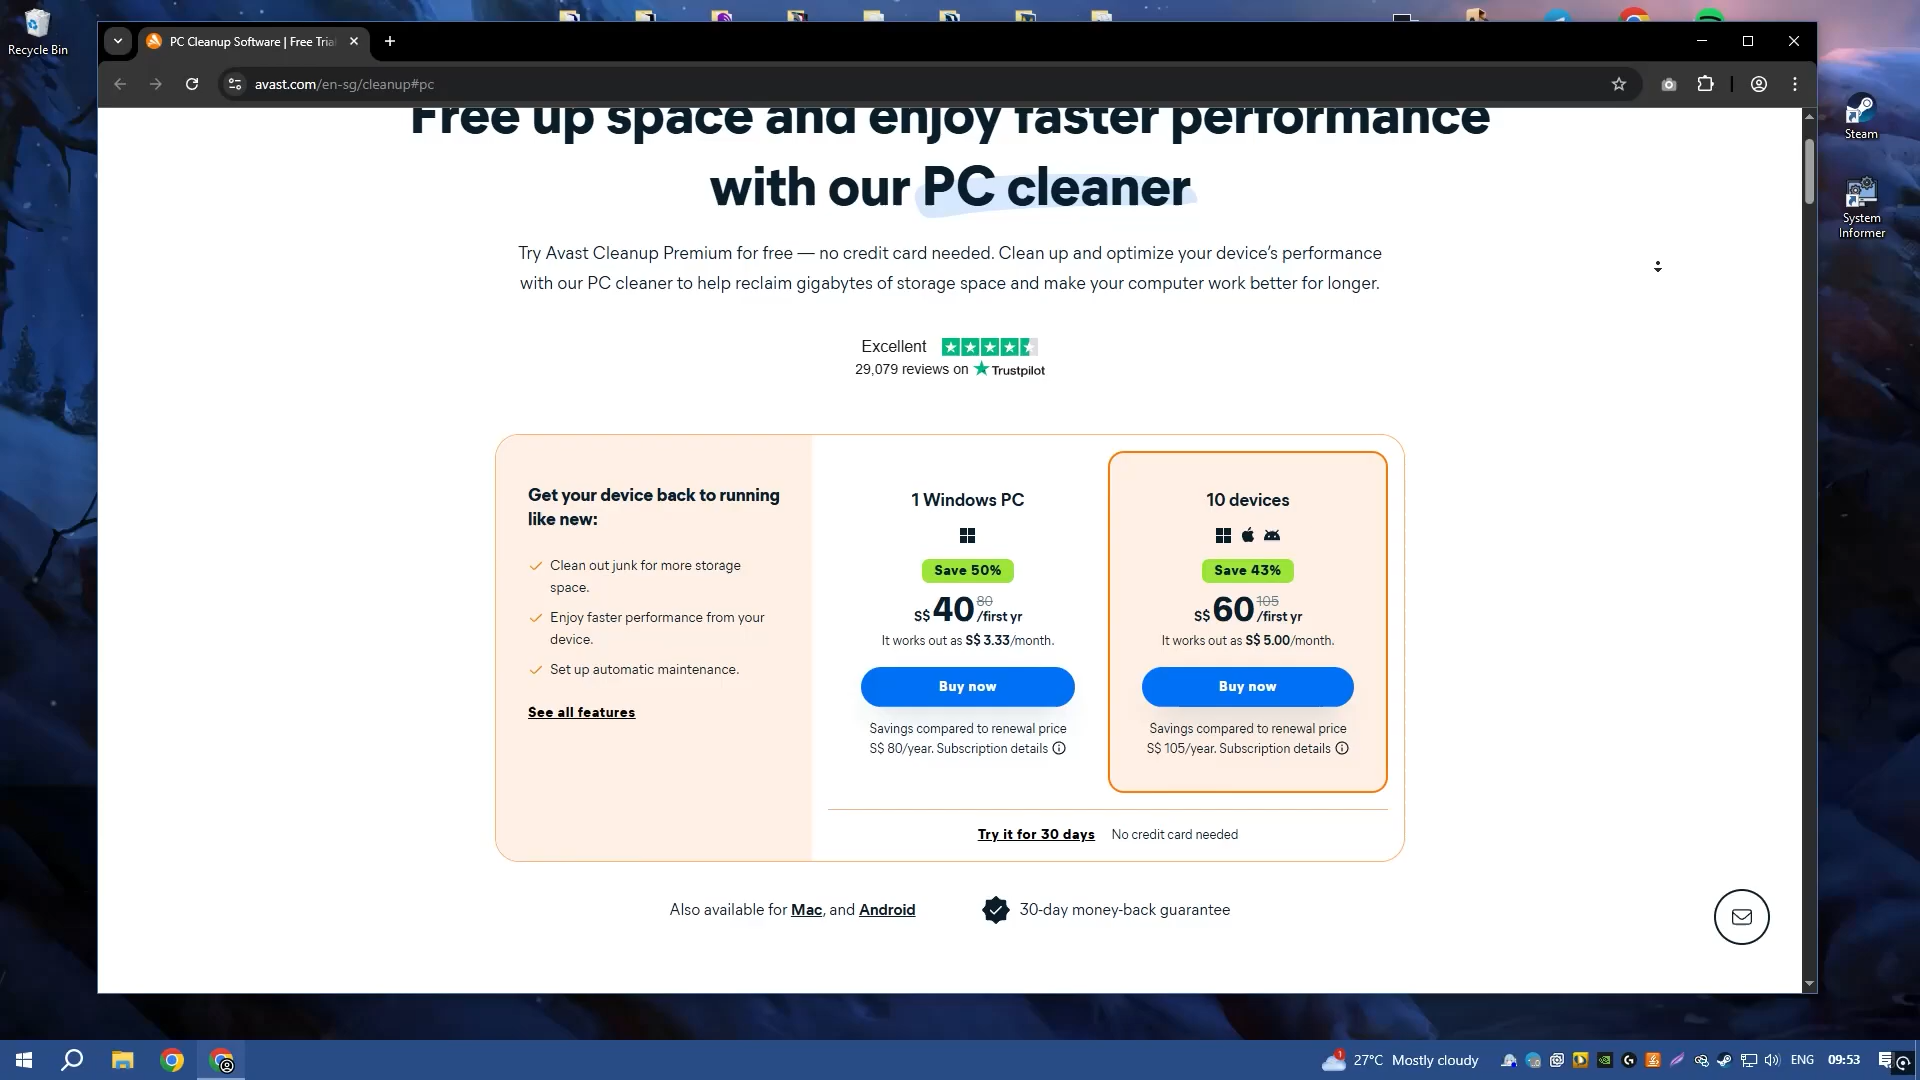 Recycle Bin
PC Cleanup Software | Free Tria
avast.com/en-sg/cleanup#pc
Steam
System
Informer
Free up space and enjoy faster performance
with our PC cleaner
Try Avast Cleanup Premium for free — no credit card needed. Clean up and optimize your device's performance
with our PC cleaner to help reclaim gigabytes of storage space and make your computer work better for longer.
Excellent
29,079 reviews on Trustpilot
Get your device back to running
like new:
Clean out junk for more storage
space.
Enjoy faster performance from your
device.
Set up automatic maintenance.
See all features
1 Windows PC
Save 50%
S$ 40 80 /first yr
It works out as S$ 3.33/month.
Buy now
Savings compared to renewal price
S$ 80/year. Subscription details
10 devices
Save 43%
S$ 60 105 /first yr
It works out as S$ 5.00/month.
Buy now
Savings compared to renewal price
S$ 105/year. Subscription details
Try it for 30 days No credit card needed
Also available for Mac, and Android
30-day money-back guarantee
1
27°C Mostly cloudy
ENG
09:53